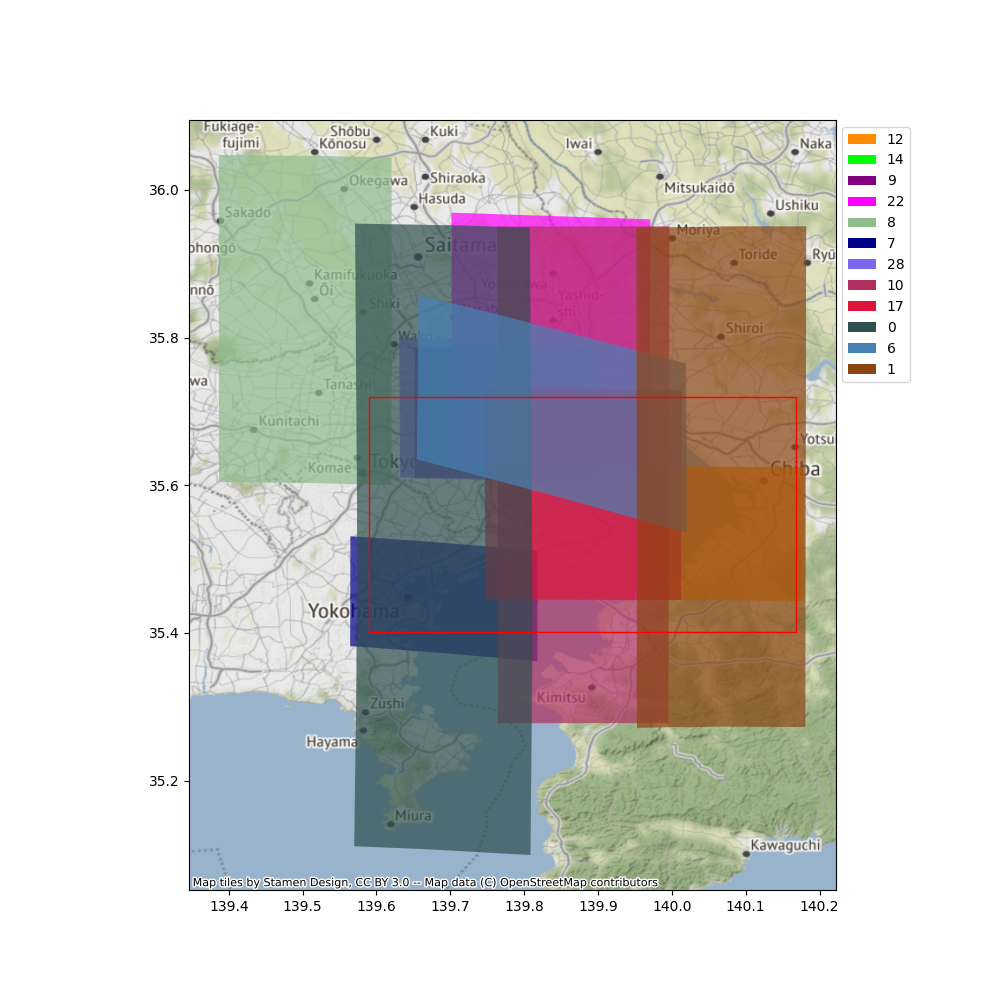 Fukiage-
fujimi
Shōbu
Kuki
Kōnosu
Iwai
Naka
Shiraoka
Okegawa
Mitsukaidō
Hasuda
Ushiku
Sakado
Moriya
Saitama
ohongō
Toride
Ryū
Kamifukuoka
nnō
Ōi
Yashio-
shi
Shiki
Shiroi
Wako
wa
Tanashi
Kunitachi
Yotsu
Komae
Tokyo
Chiba
Yokohama
Kimitsu
Zushi
Hayama
Miura
Kawaguchi
Map tiles by Stamen Design, CC BY 3.0 -- Map data (C) OpenStreetMap contributors
36.0
35.8
35.6
35.4
35.2
139.4 139.5 139.6 139.7 139.8 139.9 140.0 140.1 140.2
12
14
9
22
8
7
28
10
17
0
6
1